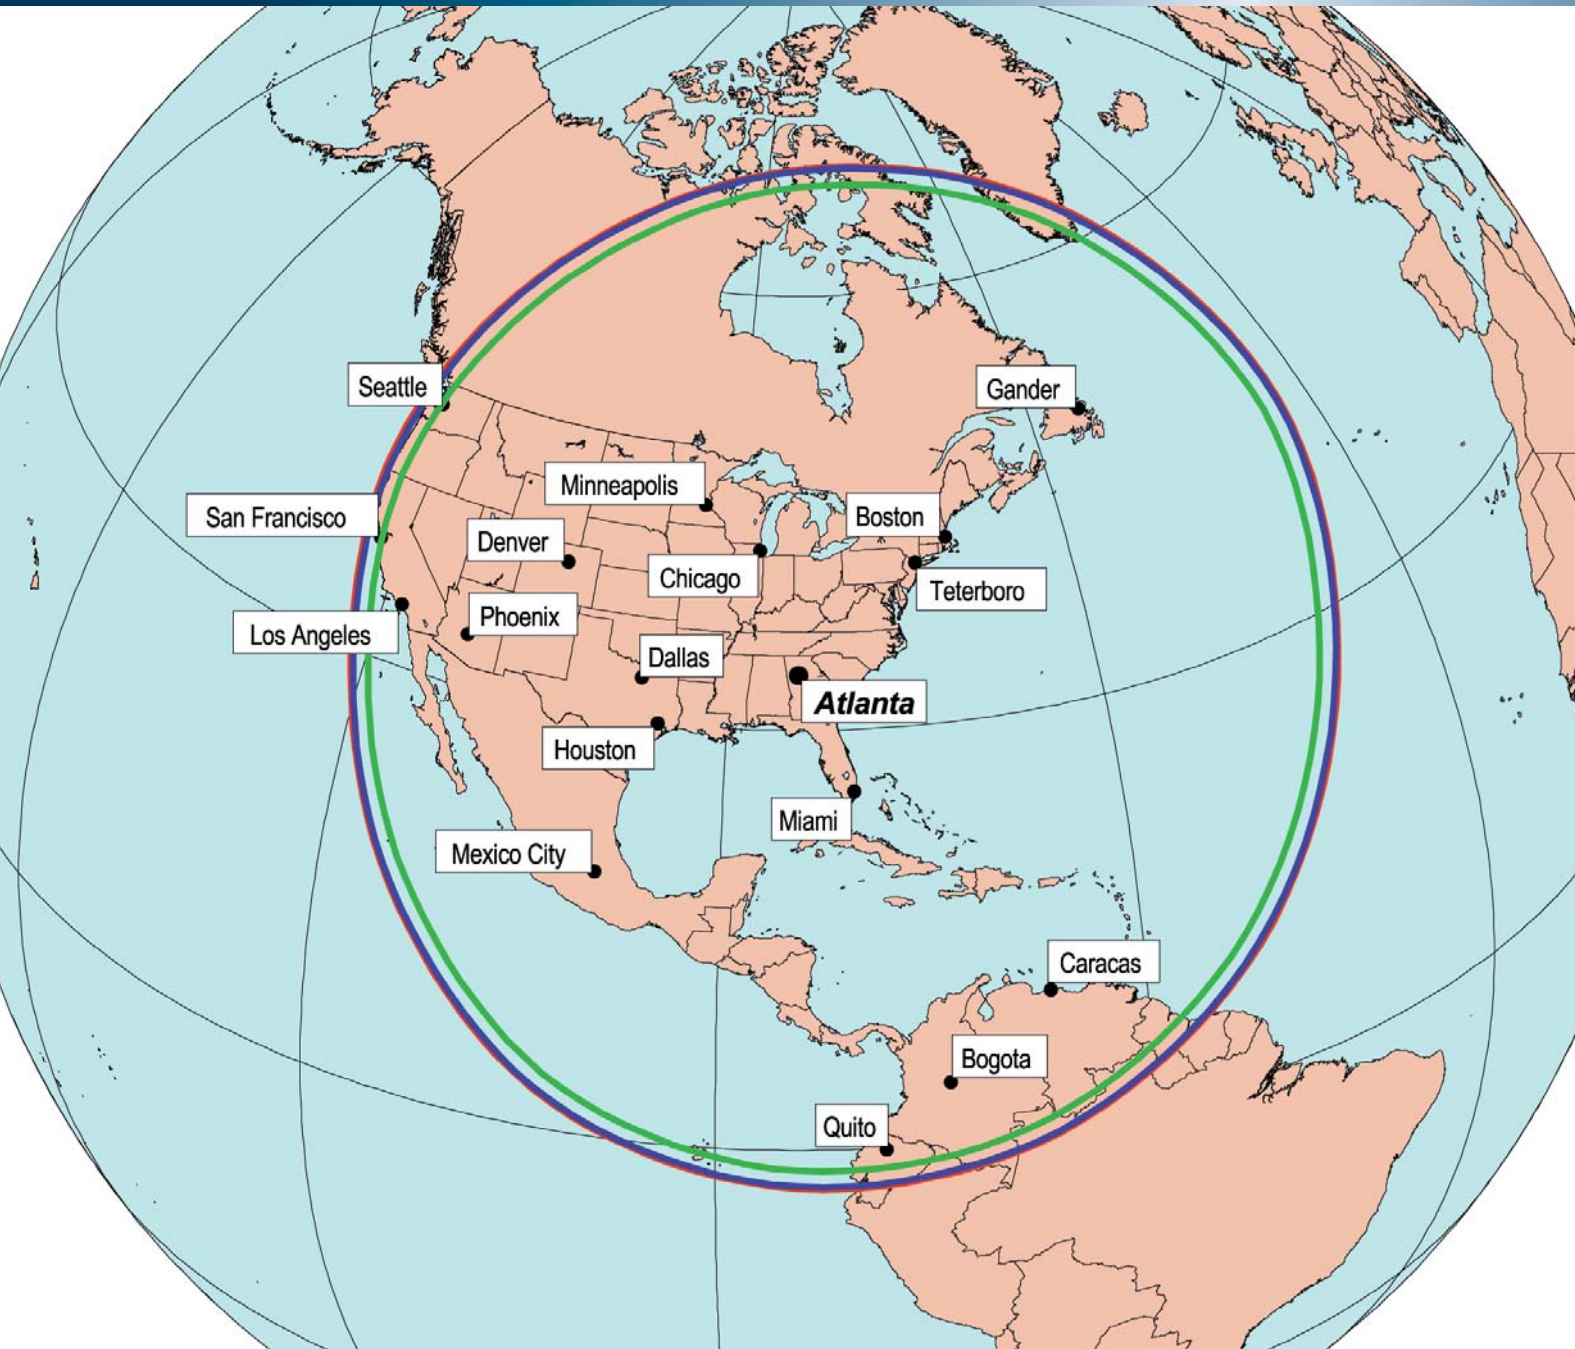 Seattle
Gander
Minneapolis
San Francisco
Boston
Denver
Chicago
Teterboro
Phoenix
Los Angeles
Dallas
Atlanta
Houston
Miami
Mexico City
Caracas
Bogota
Quito